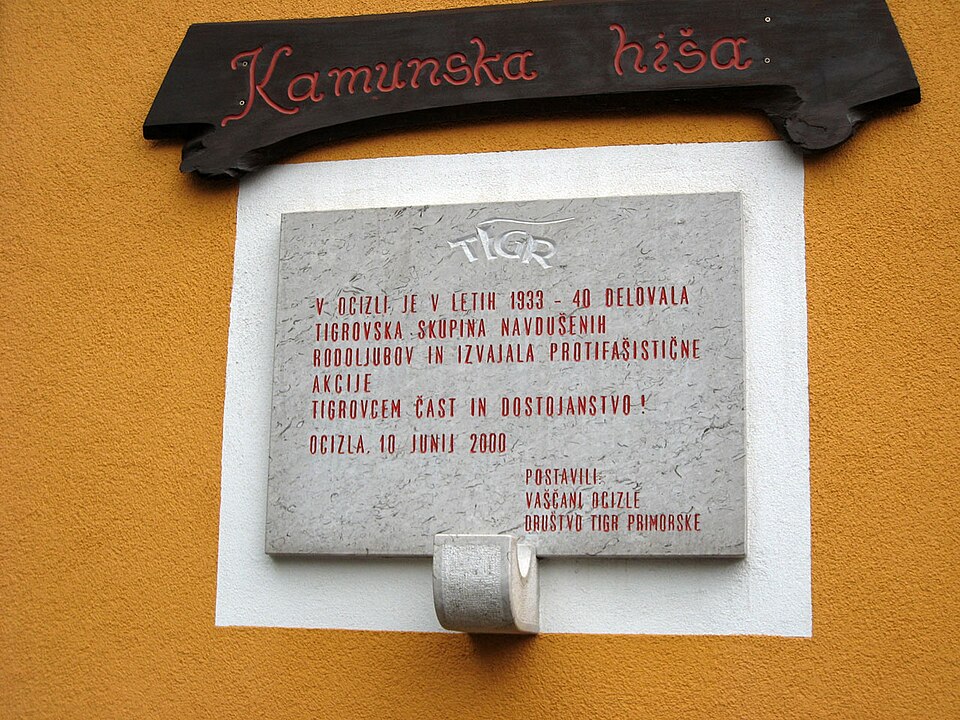 Kamunska hiša
TIGR
V OCIZLI JE V LETIH 1933 - 40 DELOVALA
TIGROVSKA SKUPINA NAVDUŠENIH
RODOLJUBOV IN IZVAJALA PROTIFAŠISTIČNE
AKCIJE
TIGROVCEM ČAST IN DOSTOJANSTVO!
OCIZLA, 10 JUNIJ 2000
POSTAVILI:
VAŠČANI OCIZLE
DRUŠTVO TIGR PRIMORSKE